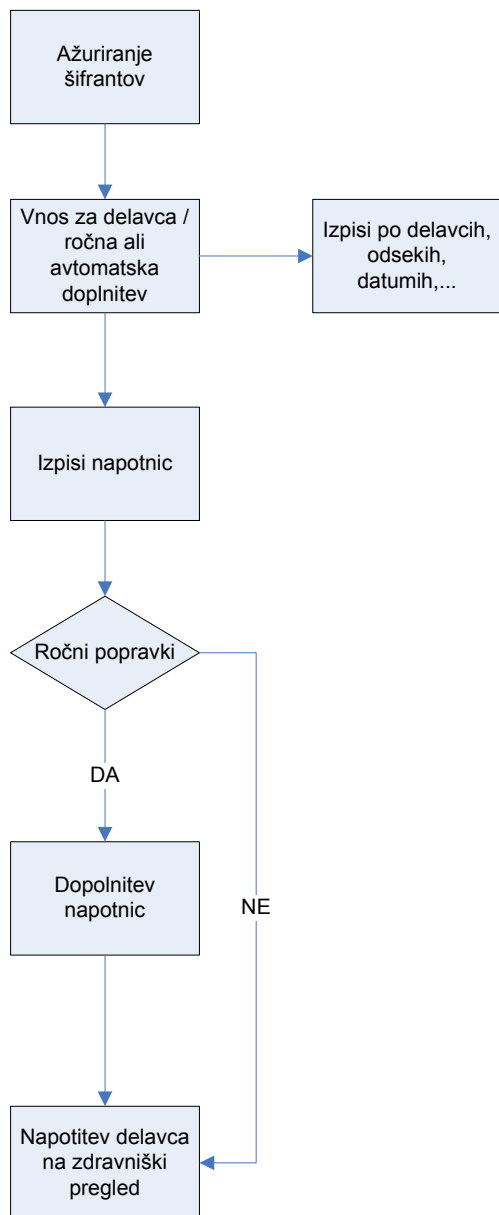 Ažuriranje
šifrantov
Vnos za delavca /
ročna ali
avtomatska
doplnitev
Izpisi po delavcih,
odsekih,
datumih,...
Izpisi napotnic
Ročni popravki
DA
Dopolnitev
napotnic
NE
Napotitev delavca
na zdravniški
pregled